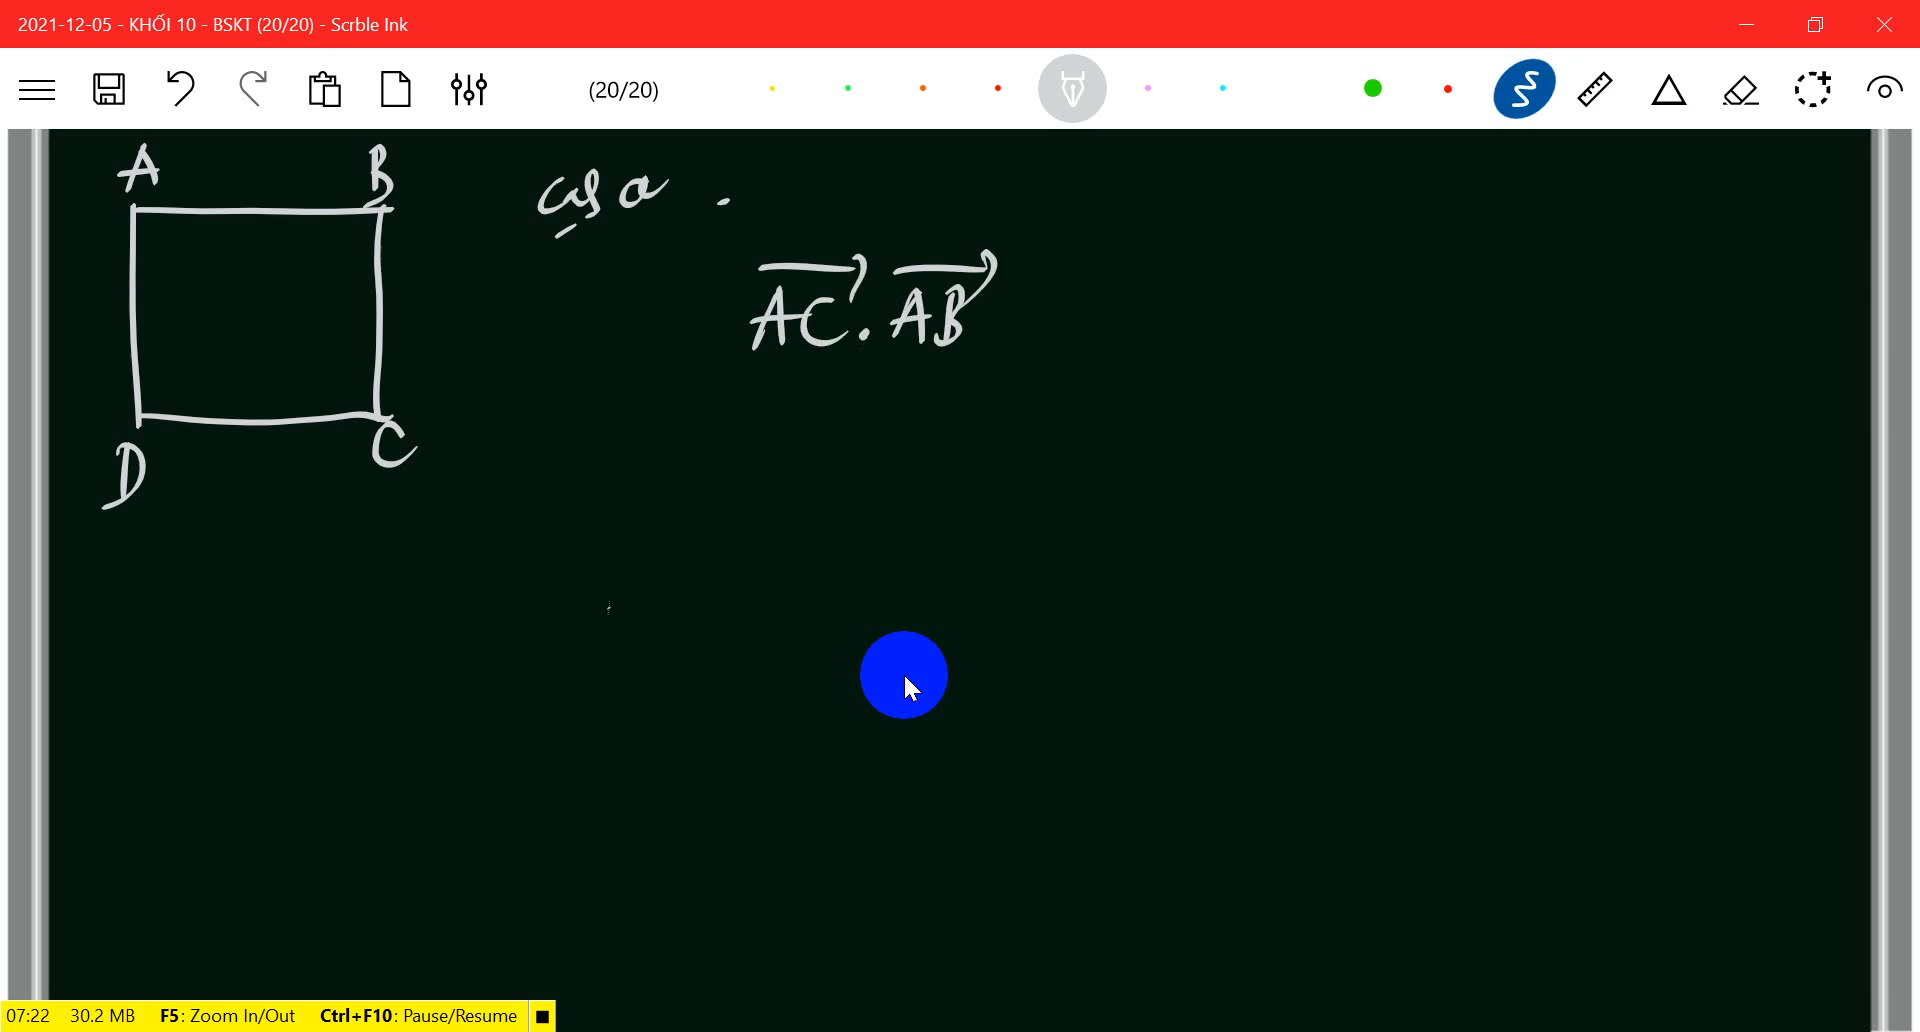 2021-12-05 - KHỐI 10 - BSKT (20/20) - Scrble Ink
(20/20)
A B
D C
a .
AC . AB
07:22 30.2 MB F5: Zoom In/Out Ctrl+F10: Pause/Resume